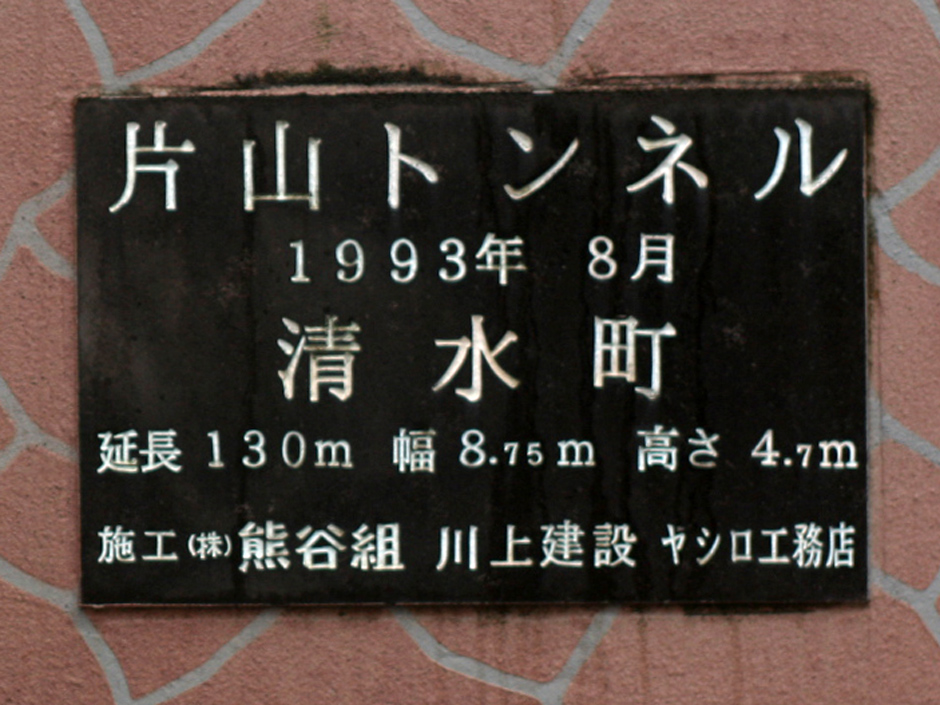 片山トンネル
1993年 8月
清水町
延長 130m 幅 8.75m 高さ 4.7m
施工(株)熊谷組 川上建設 ヤシロ工務店